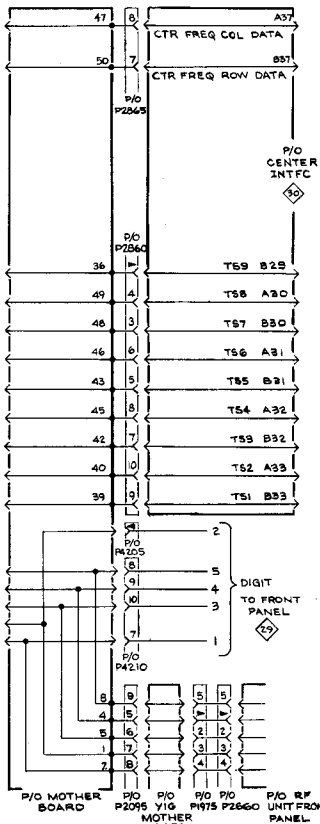 47 8 A37
CTR FREQ COL DATA
50 7 B37
CTR FREQ ROW DATA
P/O
P2865
P/O
CENTER
INTFC
30
P/O
P2860
36 TS9 B29
49 4 TS8 A30
48 3 TS7 B30
46 6 TS6 A31
43 5 TS5 B31
45 8 TS4 A32
42 7 TS3 B32
40 10 TS2 A33
39 9 TS1 B33
2
P/O
P4205
8 5
9 4
10 3
7 1
DIGIT
TO FRONT
PANEL
29
P/O
P4210
8 9 5 5
4 5
5 6 2 2
1 7 3 3
2 8 4 4
P/O MOTHER
BOARD
P/O
P2095
P/O
YIG
MOTHER
P/O
P1975
P/O
P2660
P/O RF
UNIT FRON
PANEL